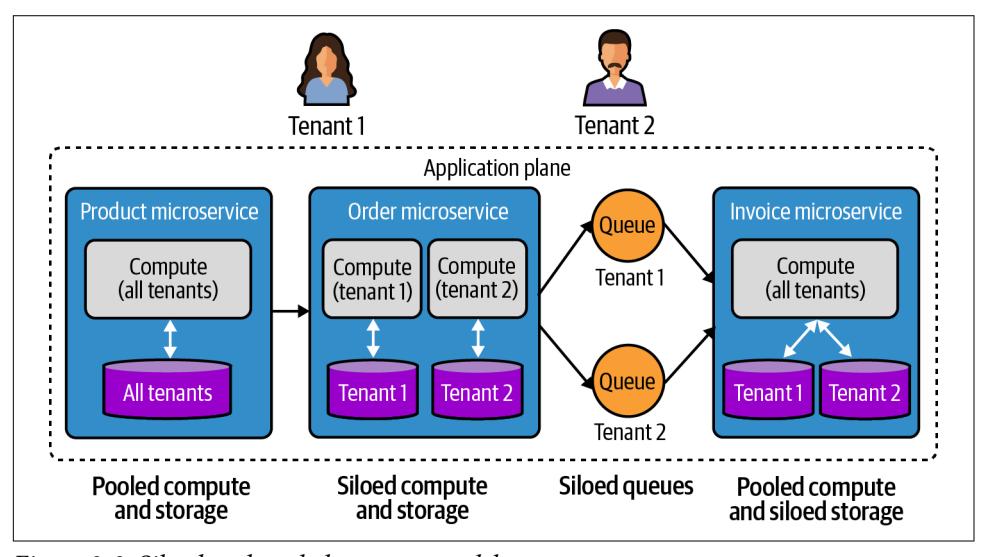 Tenant 1
Tenant 2
Application plane
Product microservice
Compute
(all tenants)
All tenants
Order microservice
Compute
(tenant 1)
Compute
(tenant 2)
Tenant 1
Tenant 2
Queue
Tenant 1
Queue
Tenant 2
Invoice microservice
Compute
(all tenants)
Tenant 1
Tenant 2
Pooled compute
and storage
Siloed compute
and storage
Siloed queues
Pooled compute
and siloed storage